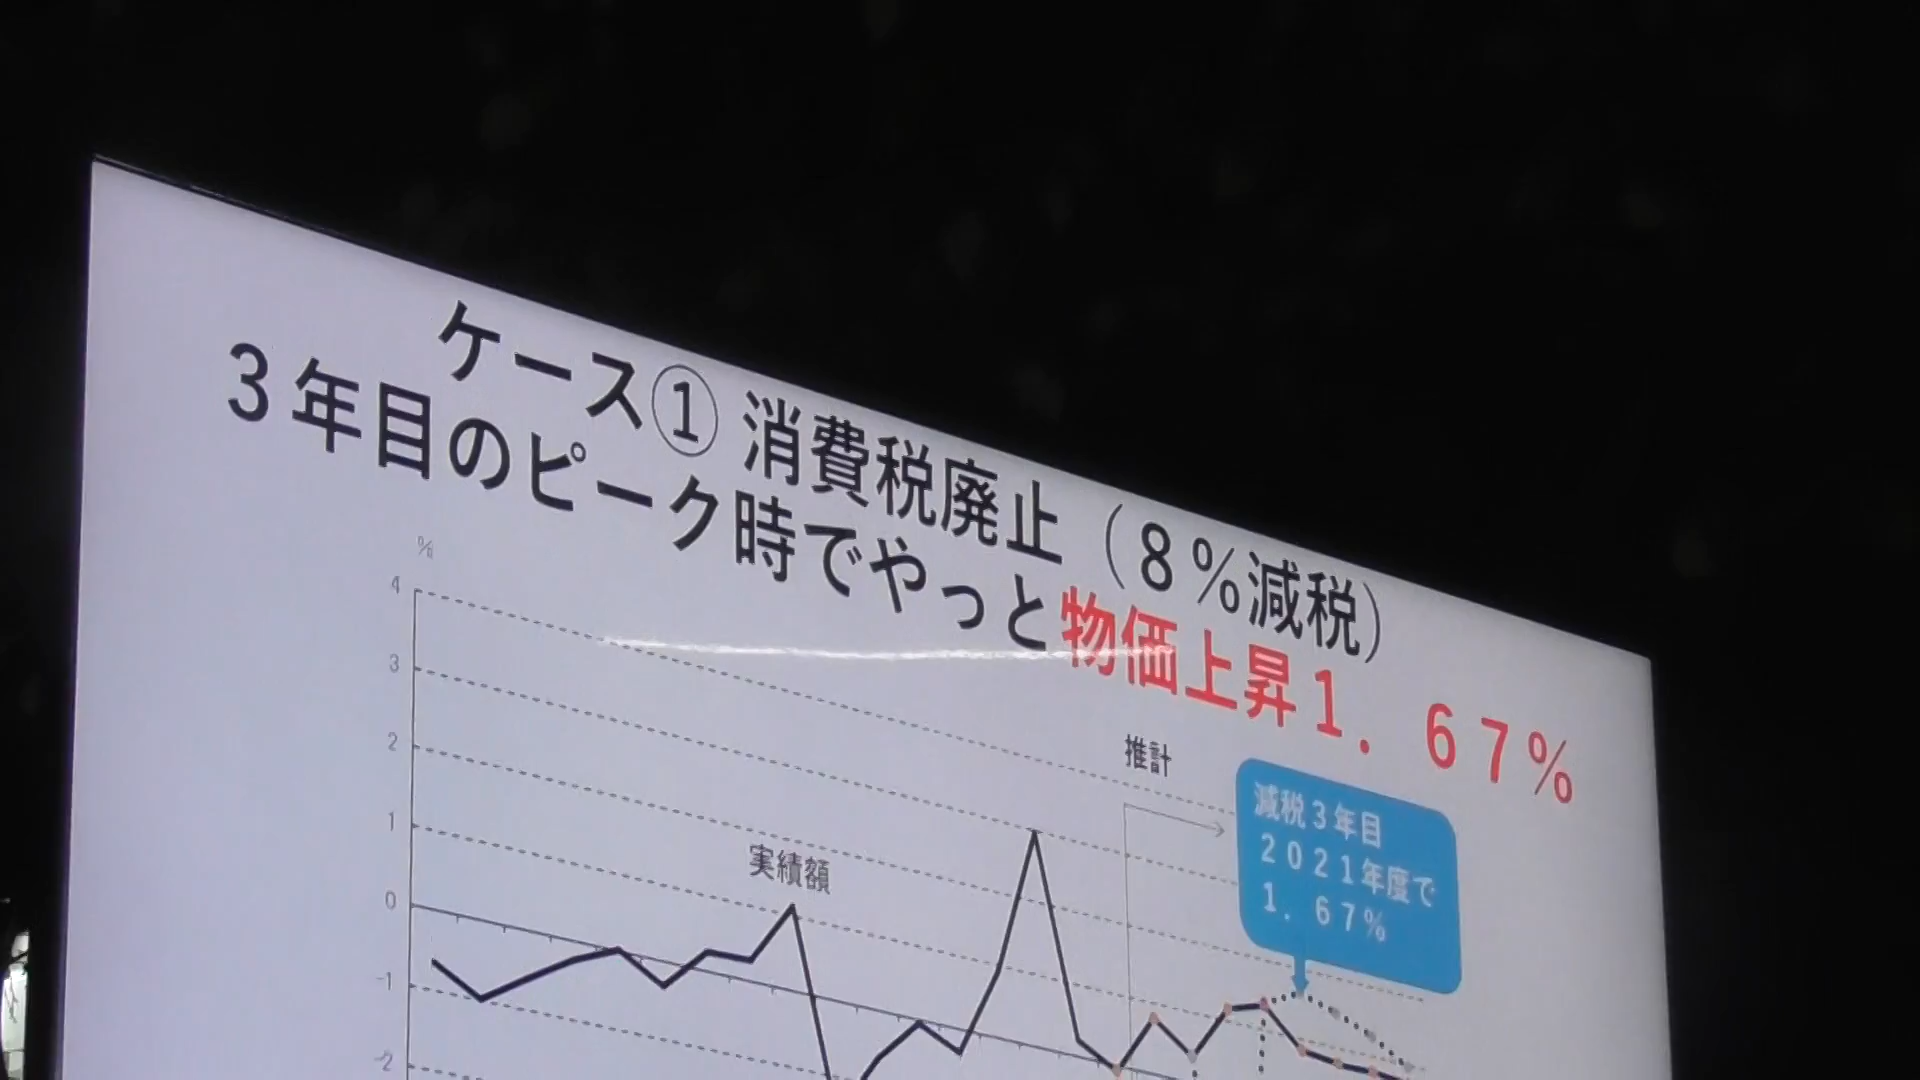 ケース① 消費税廃止（８％減税）
３年目のピーク時でやっと物価上昇１．６７％
%
4
3
2
1
0
-1
-2
推計
実績額
減税３年目
２０２１年度で
１．６７％